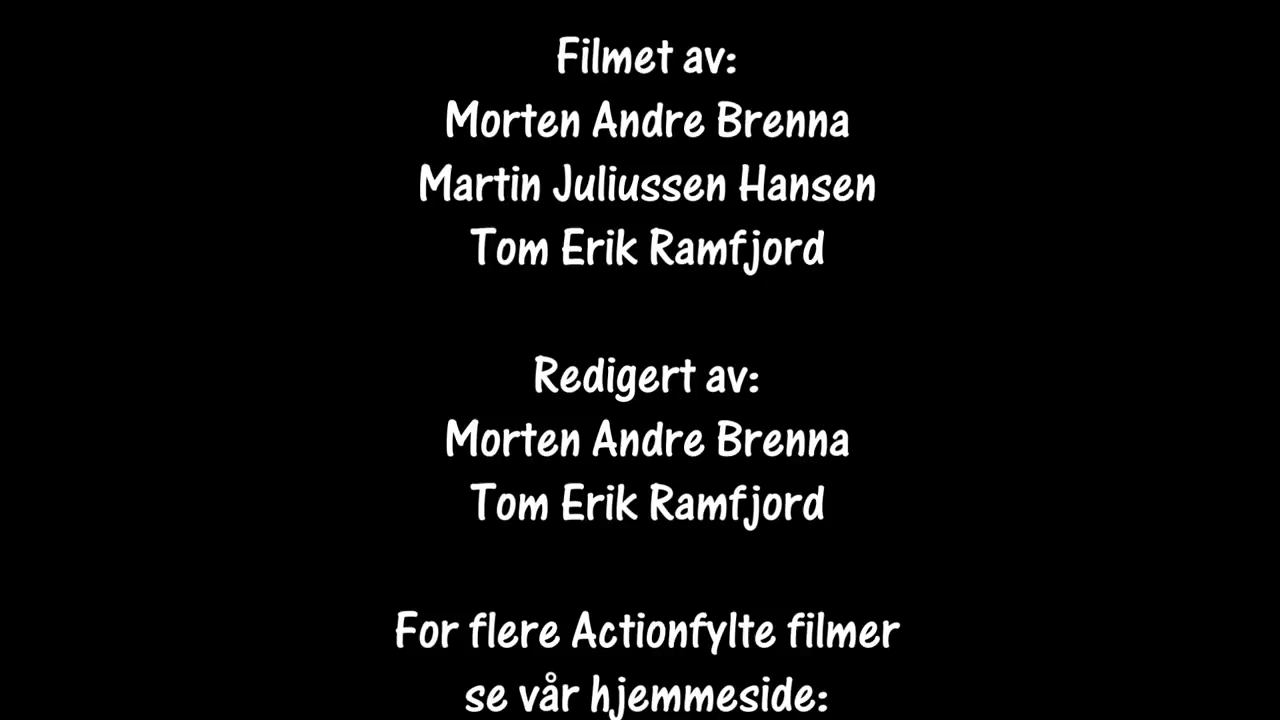 Filmet av:
Morten Andre Brenna
Martin Juliussen Hansen
Tom Erik Ramfjord
Redigert av:
Morten Andre Brenna
Tom Erik Ramfjord
For flere Actionfylte filmer
se vår hjemmeside: